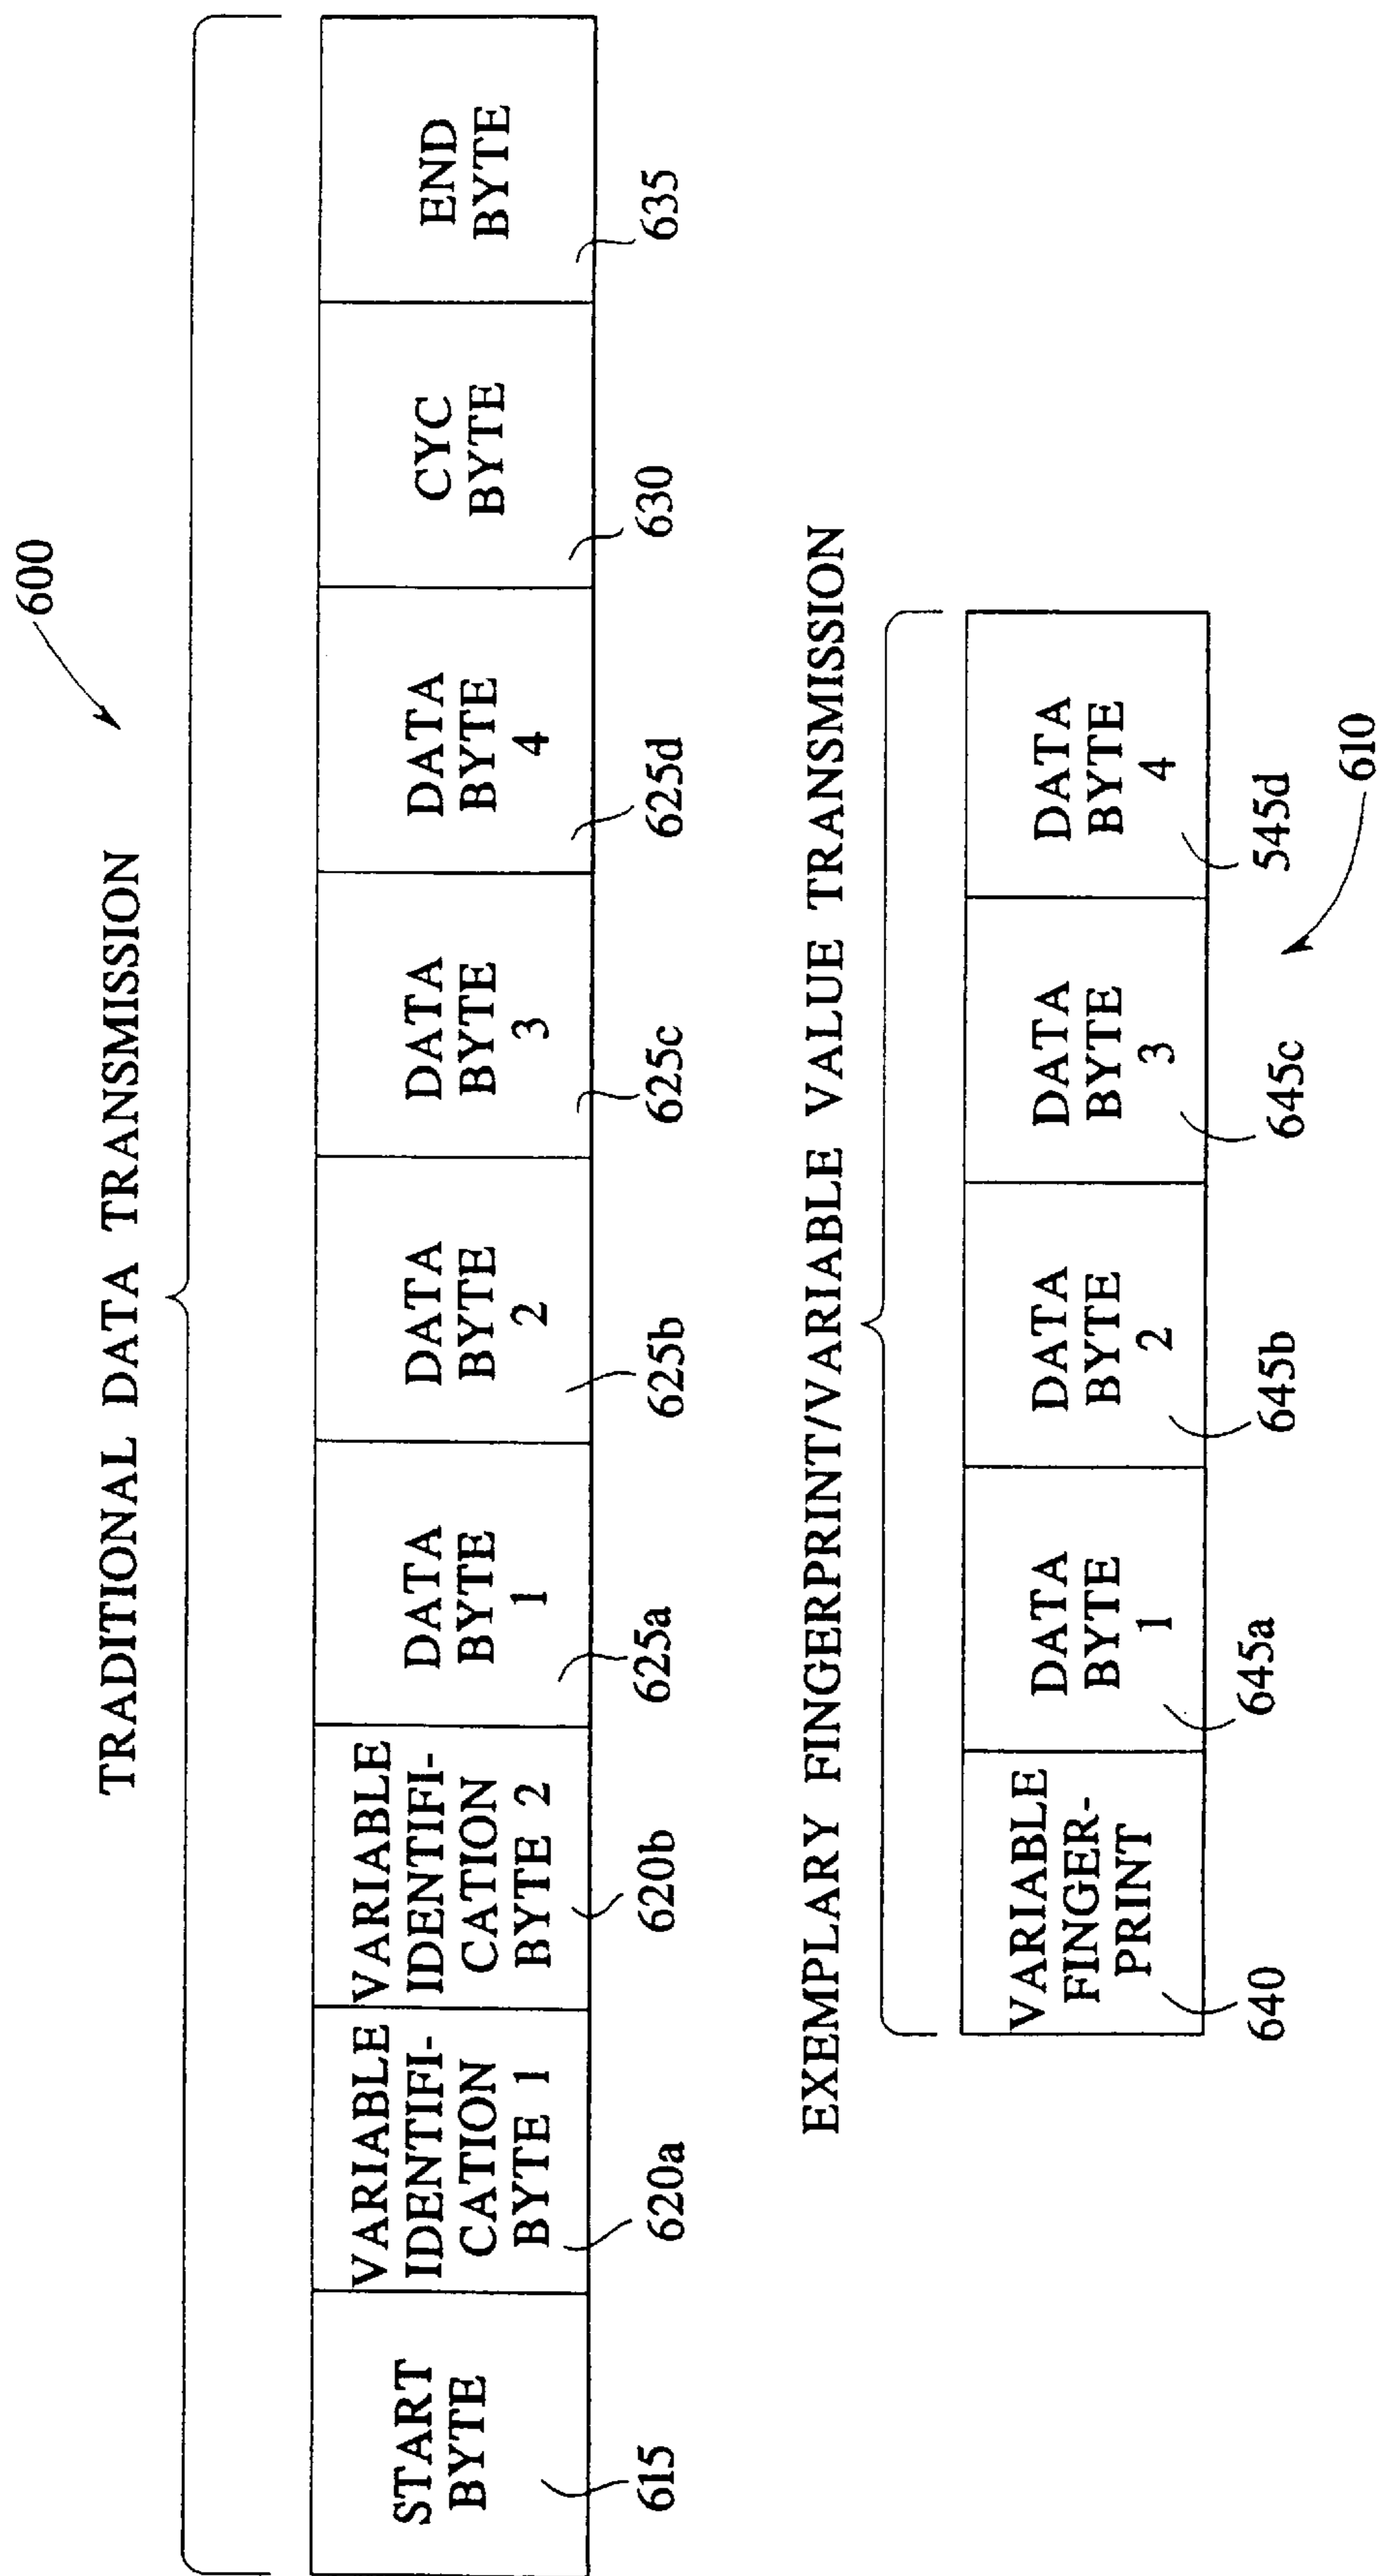 600
TRADITIONAL DATA TRANSMISSION
START
BYTE
615
VARIABLE
IDENTIFI-
CATION
BYTE 1
620a
VARIABLE
IDENTIFI-
CATION
BYTE 2
620b
DATA
BYTE
1
625a
DATA
BYTE
2
625b
DATA
BYTE
3
625c
DATA
BYTE
4
625d
CYC
BYTE
630
END
BYTE
635
EXEMPLARY FINGERPRINT/VARIABLE VALUE TRANSMISSION
VARIABLE
FINGER-
PRINT
640
DATA
BYTE
1
645a
DATA
BYTE
2
645b
DATA
BYTE
3
645c
DATA
BYTE
4
545d
610